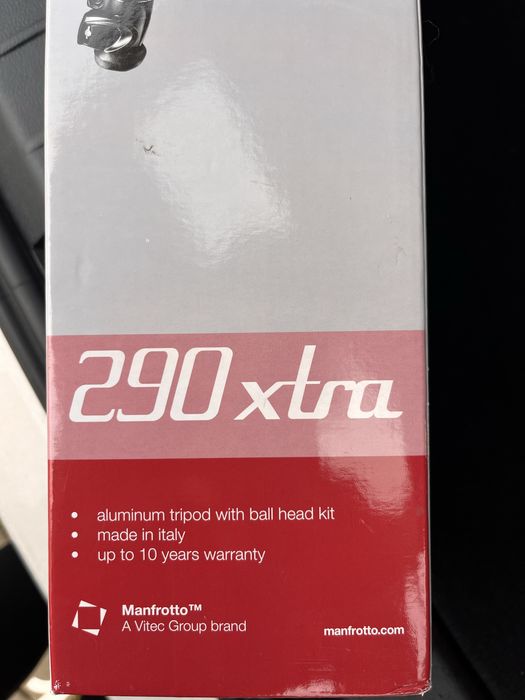 290 xtra
• aluminum tripod with ball head kit
• made in italy
• up to 10 years warranty
Manfrotto™
A Vitec Group brand
manfrotto.com